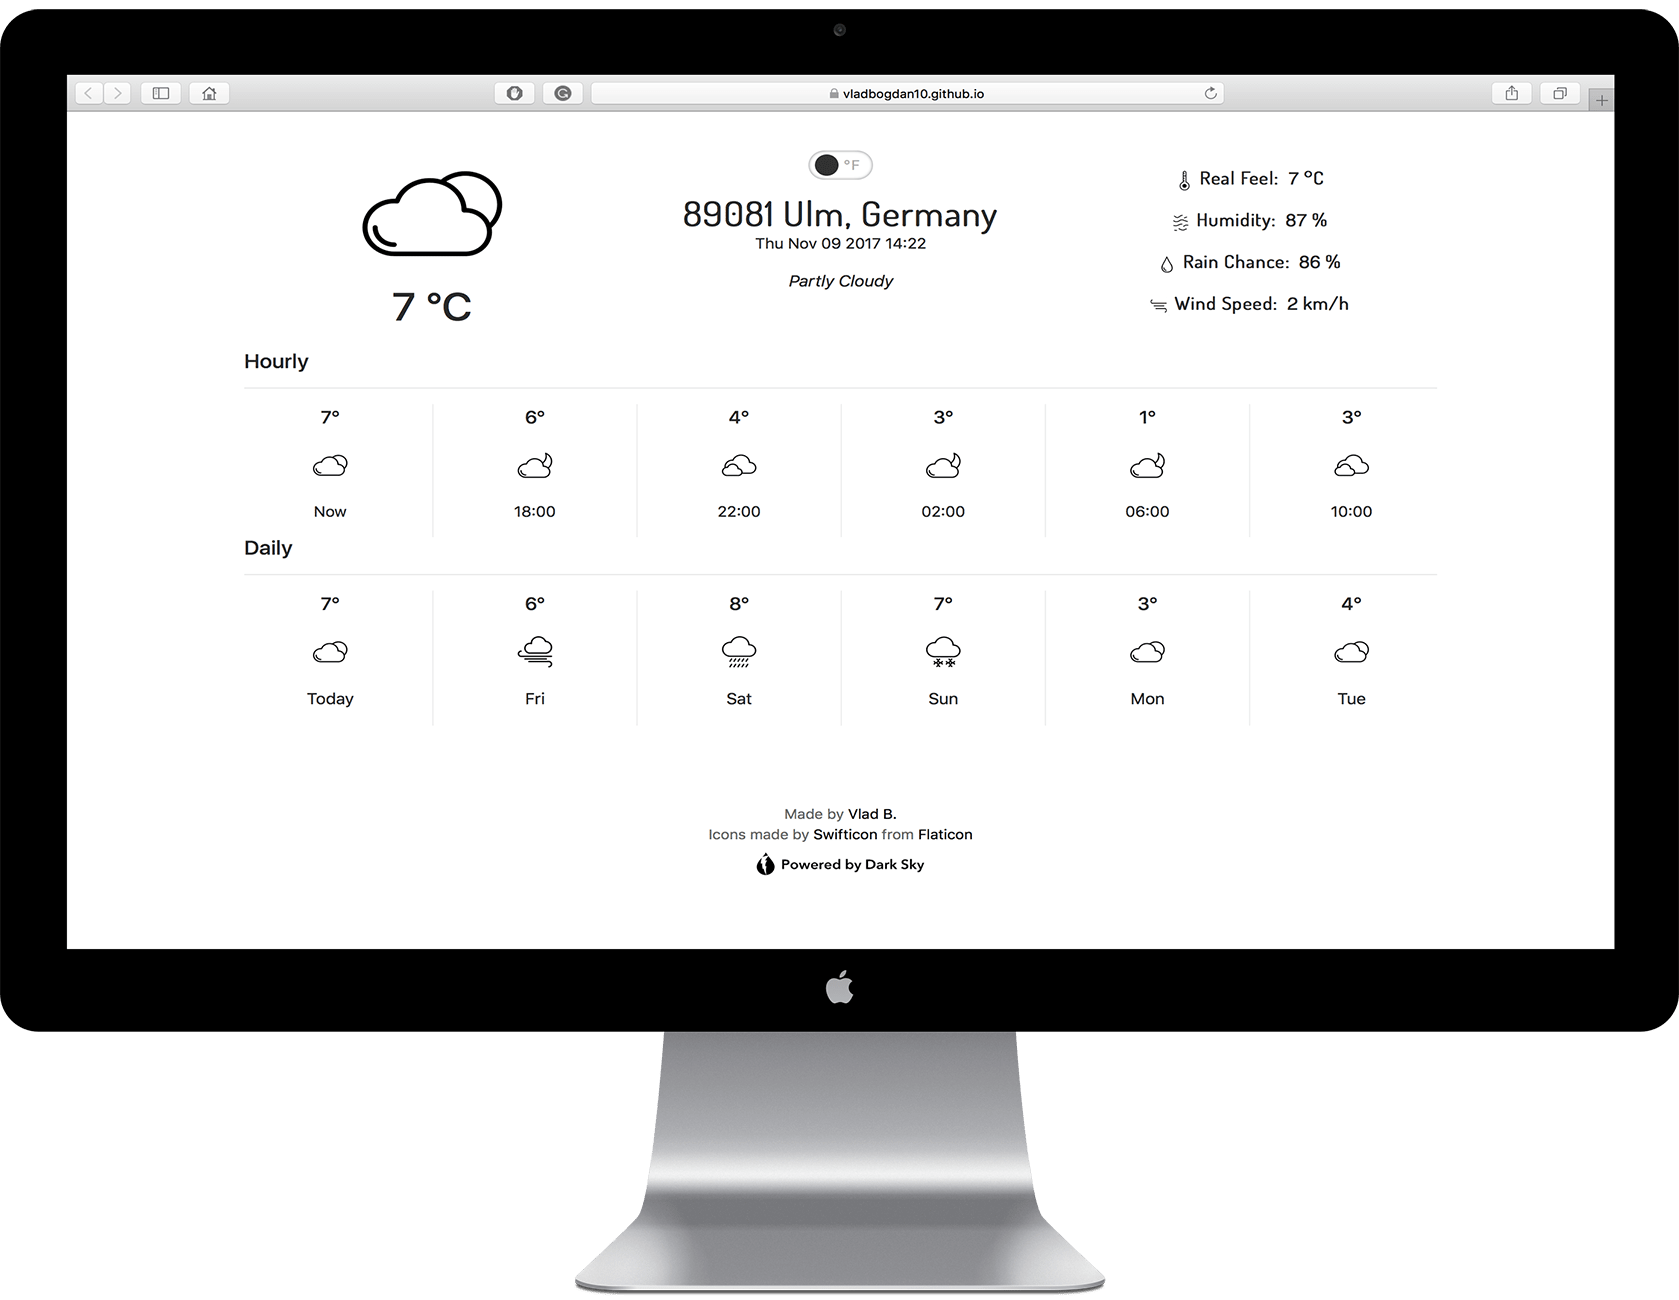 vladbogdan10.github.io
°F
89081 Ulm, Germany
Thu Nov 09 2017 14:22
Partly Cloudy
7 °C
Real Feel: 7 °C
Humidity: 87 %
Rain Chance: 86 %
Wind Speed: 2 km/h
Hourly
7° 6° 4° 3° 1° 3°
Now 18:00 22:00 02:00 06:00 10:00
Daily
7° 6° 8° 7° 3° 4°
Today Fri Sat Sun Mon Tue
Made by Vlad B.
Icons made by Swifticon from Flaticon
Powered by Dark Sky